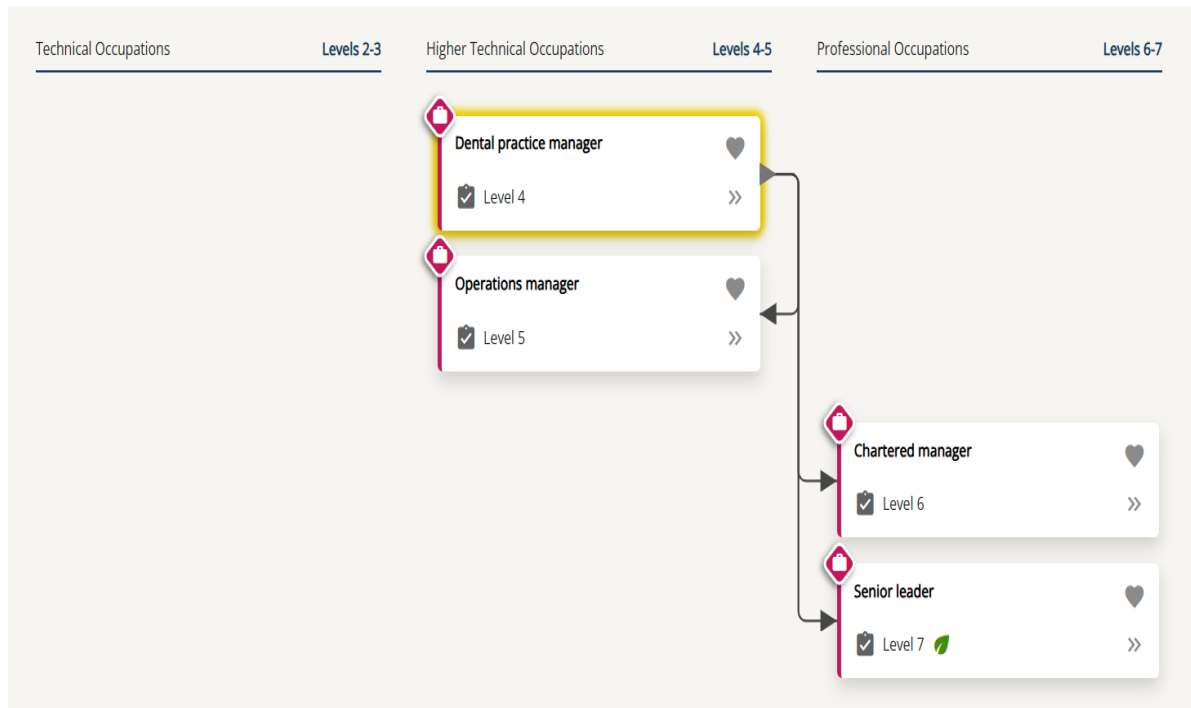 Technical Occupations Levels 2-3
Higher Technical Occupations Levels 4-5
Professional Occupations Levels 6-7
Dental practice manager
Level 4
Operations manager
Level 5
Chartered manager
Level 6
Senior leader
Level 7